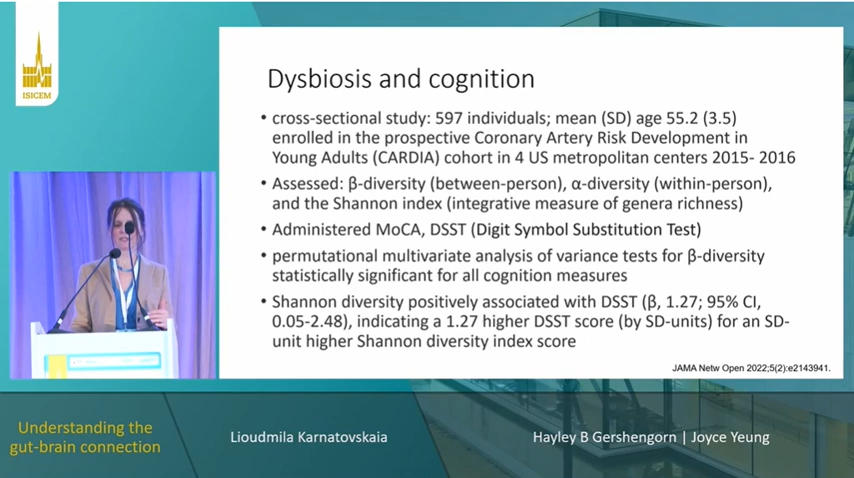 ISICEM
Dysbiosis and cognition
• cross-sectional study: 597 individuals; mean (SD) age 55.2 (3.5)
enrolled in the prospective Coronary Artery Risk Development in
Young Adults (CARDIA) cohort in 4 US metropolitan centers 2015- 2016
• Assessed: β-diversity (between-person), α-diversity (within-person),
and the Shannon index (integrative measure of genera richness)
• Administered MoCA, DSST (Digit Symbol Substitution Test)
• permutational multivariate analysis of variance tests for β-diversity
statistically significant for all cognition measures
• Shannon diversity positively associated with DSST (β, 1.27; 95% CI,
0.05-2.48), indicating a 1.27 higher DSST score (by SD-units) for an SD-
unit higher Shannon diversity index score
JAMA Netw Open 2022;5(2):e2143941.
Understanding the
gut-brain connection
Lioudmila Karnatovskaia
Hayley B Gershengorn | Joyce Yeung